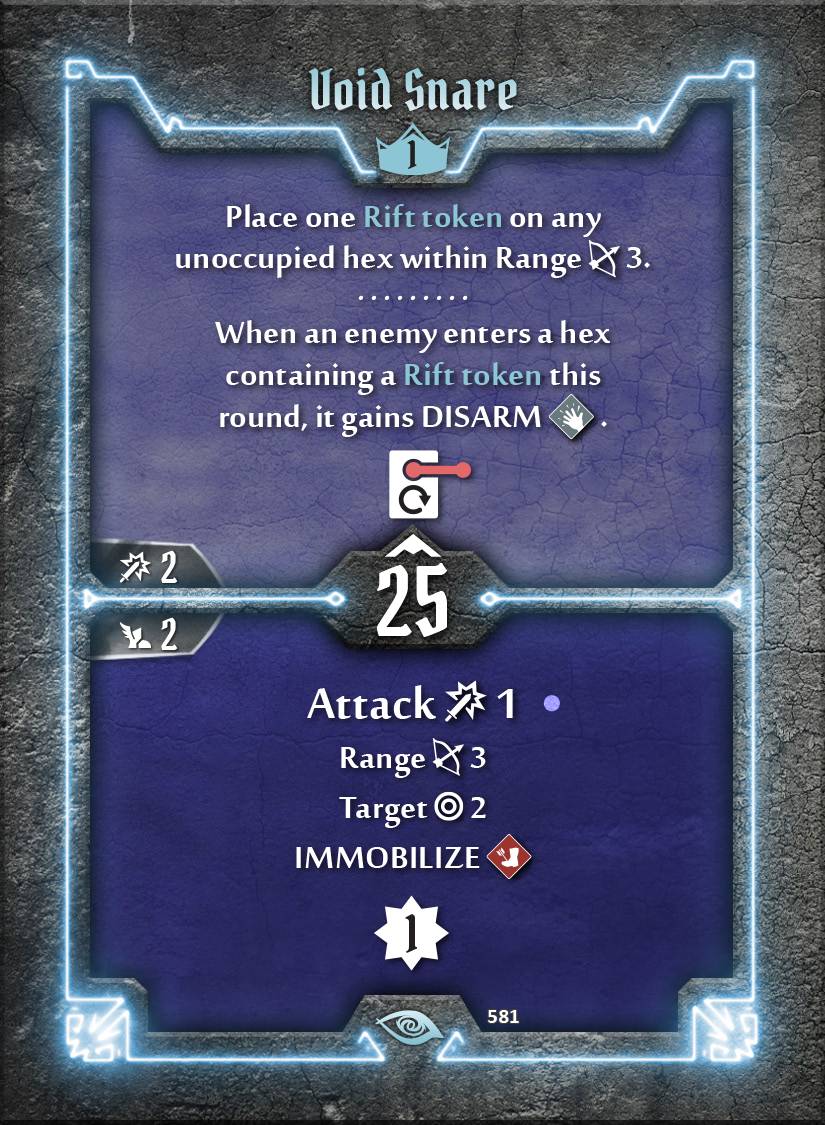 Void Snare
1
Place one Rift token on any
unoccupied hex within Range 3.
.........
When an enemy enters a hex
containing a Rift token this
round, it gains DISARM .
2
25
2
Attack 1
Range 3
Target 2
IMMOBILIZE
1
581